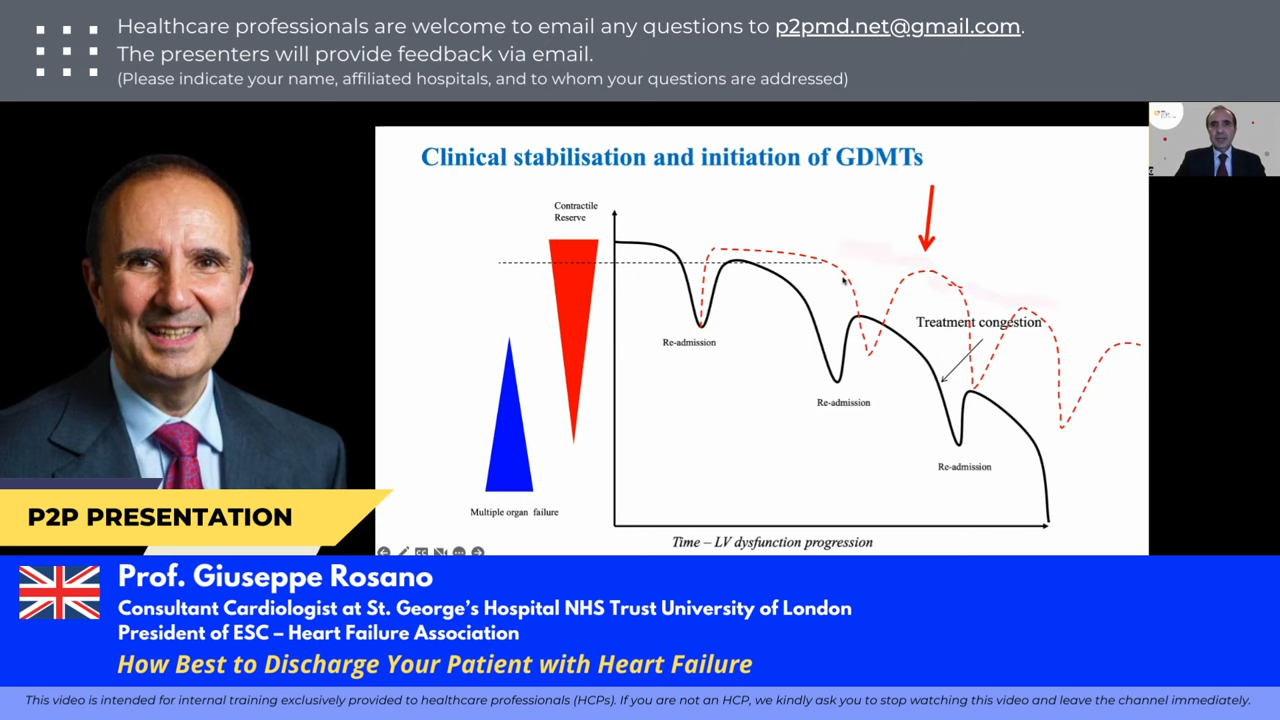 Healthcare professionals are welcome to email any questions to p2pmd.net@gmail.com.
The presenters will provide feedback via email.
(Please indicate your name, affiliated hospitals, and to whom your questions are addressed)
Clinical stabilisation and initiation of GDMTs
Contractile
Reserve
Treatment congestion
Re-admission
Re-admission
Re-admission
Multiple organ failure
Time – LV dysfunction progression
P2P PRESENTATION
Prof. Giuseppe Rosano
Consultant Cardiologist at St. George's Hospital NHS Trust University of London
President of ESC – Heart Failure Association
How Best to Discharge Your Patient with Heart Failure
This video is intended for internal training exclusively provided to healthcare professionals (HCPs). If you are not an HCP, we kindly ask you to stop watching this video and leave the channel immediately.